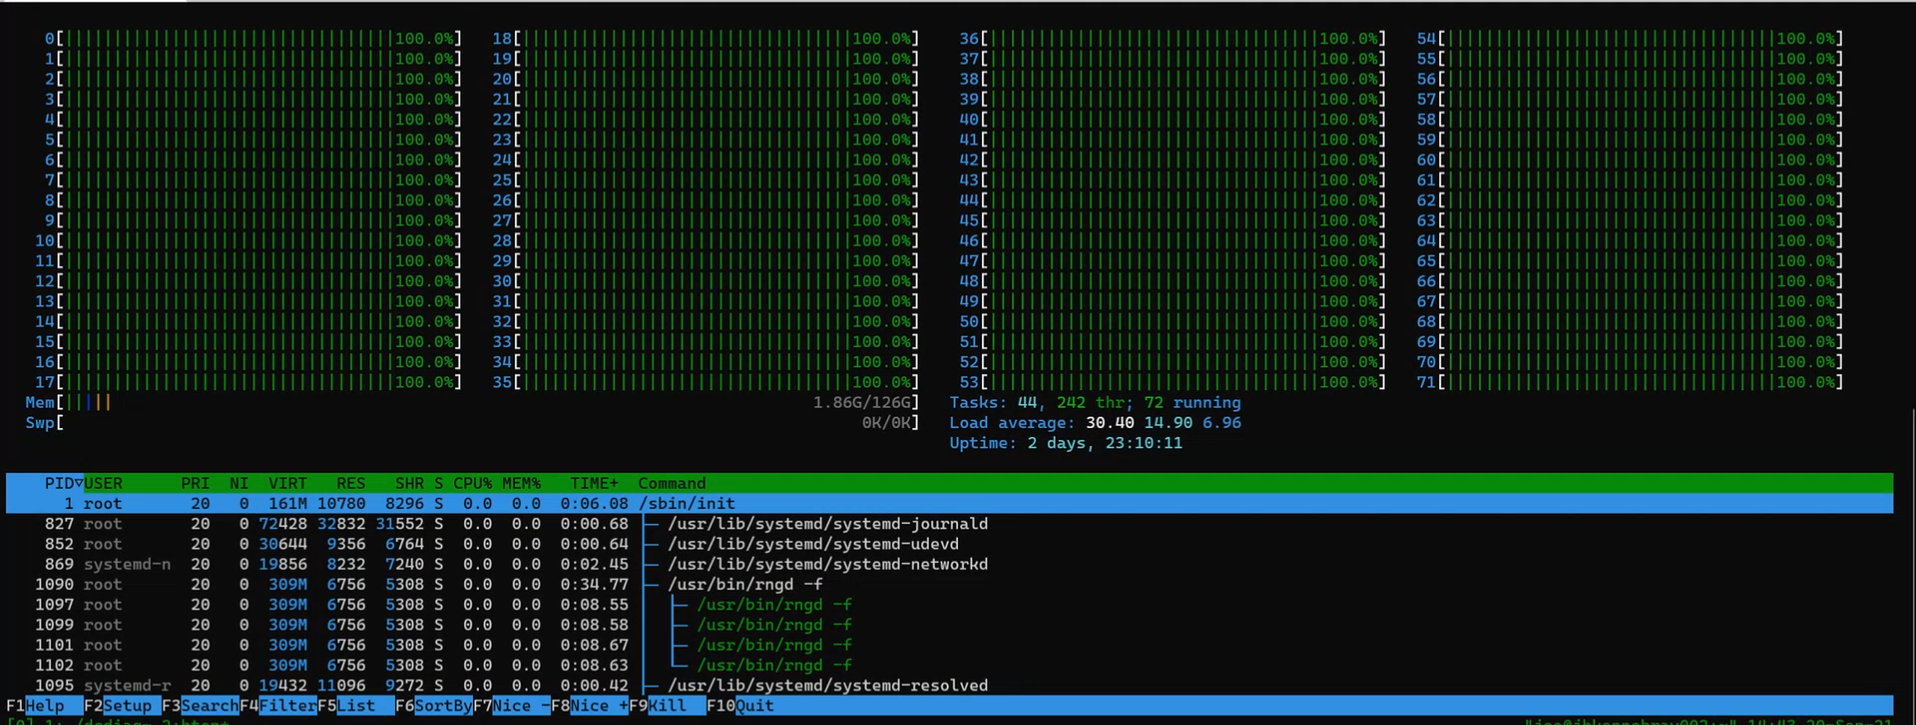 0[100.0%] 18[100.0%] 36[100.0%] 54[100.0%]
1[100.0%] 19[100.0%] 37[100.0%] 55[100.0%]
2[100.0%] 20[100.0%] 38[100.0%] 56[100.0%]
3[100.0%] 21[100.0%] 39[100.0%] 57[100.0%]
4[100.0%] 22[100.0%] 40[100.0%] 58[100.0%]
5[100.0%] 23[100.0%] 41[100.0%] 59[100.0%]
6[100.0%] 24[100.0%] 42[100.0%] 60[100.0%]
7[100.0%] 25[100.0%] 43[100.0%] 61[100.0%]
8[100.0%] 26[100.0%] 44[100.0%] 62[100.0%]
9[100.0%] 27[100.0%] 45[100.0%] 63[100.0%]
10[100.0%] 28[100.0%] 46[100.0%] 64[100.0%]
11[100.0%] 29[100.0%] 47[100.0%] 65[100.0%]
12[100.0%] 30[100.0%] 48[100.0%] 66[100.0%]
13[100.0%] 31[100.0%] 49[100.0%] 67[100.0%]
14[100.0%] 32[100.0%] 50[100.0%] 68[100.0%]
15[100.0%] 33[100.0%] 51[100.0%] 69[100.0%]
16[100.0%] 34[100.0%] 52[100.0%] 70[100.0%]
17[100.0%] 35[100.0%] 53[100.0%] 71[100.0%]
Mem[||||| 1.86G/126G] Tasks: 44, 242 thr; 72 running
Swp[ 0K/0K] Load average: 30.40 14.90 6.96
Uptime: 2 days, 23:10:11
PID▽USER PRI NI VIRT RES SHR S CPU% MEM% TIME+ Command
1 root 20 0 161M 10780 8296 S 0.0 0.0 0:06.08 /sbin/init
827 root 20 0 72428 32832 31552 S 0.0 0.0 0:00.68 /usr/lib/systemd/systemd-journald
852 root 20 0 30644 9356 6764 S 0.0 0.0 0:00.64 /usr/lib/systemd/systemd-udevd
869 systemd-n 20 0 19856 8232 7240 S 0.0 0.0 0:02.45 /usr/lib/systemd/systemd-networkd
1090 root 20 0 309M 6756 5308 S 0.0 0.0 0:34.77 /usr/bin/rngd -f
1097 root 20 0 309M 6756 5308 S 0.0 0.0 0:08.55 /usr/bin/rngd -f
1099 root 20 0 309M 6756 5308 S 0.0 0.0 0:08.58 /usr/bin/rngd -f
1101 root 20 0 309M 6756 5308 S 0.0 0.0 0:08.67 /usr/bin/rngd -f
1102 root 20 0 309M 6756 5308 S 0.0 0.0 0:08.63 /usr/bin/rngd -f
1095 systemd-r 20 0 19432 11096 9272 S 0.0 0.0 0:00.42 /usr/lib/systemd/systemd-resolved
F1Help F2Setup F3SearchF4FilterF5List F6SortByF7Nice -F8Nice +F9Kill F10Quit